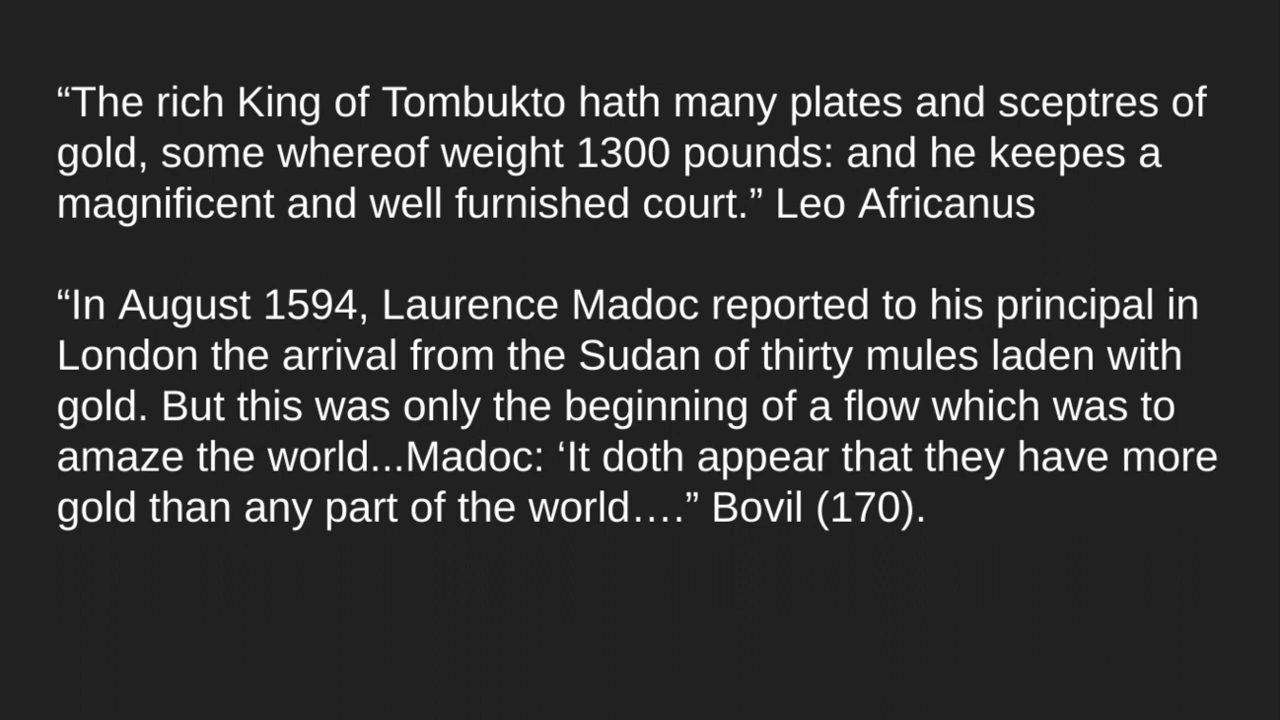 “The rich King of Tombukto hath many plates and sceptres of
gold, some whereof weight 1300 pounds: and he keepes a
magnificent and well furnished court.” Leo Africanus
“In August 1594, Laurence Madoc reported to his principal in
London the arrival from the Sudan of thirty mules laden with
gold. But this was only the beginning of a flow which was to
amaze the world...Madoc: ‘It doth appear that they have more
gold than any part of the world….” Bovil (170).